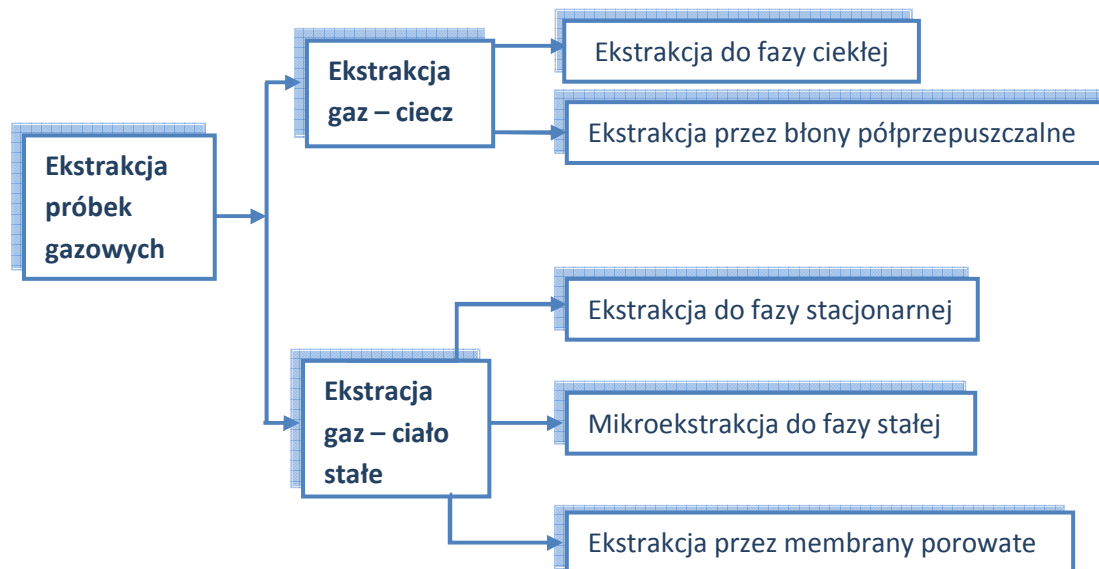 Ekstrakcja
próbek
gazowych
Ekstrakcja
gaz – ciecz
Ekstrakcja do fazy ciekłej
Ekstrakcja przez błony półprzepuszczalne
Ekstracja
gaz – ciało
stałe
Ekstrakcja do fazy stacjonarnej
Mikroekstrakcja do fazy stałej
Ekstrakcja przez membrany porowate